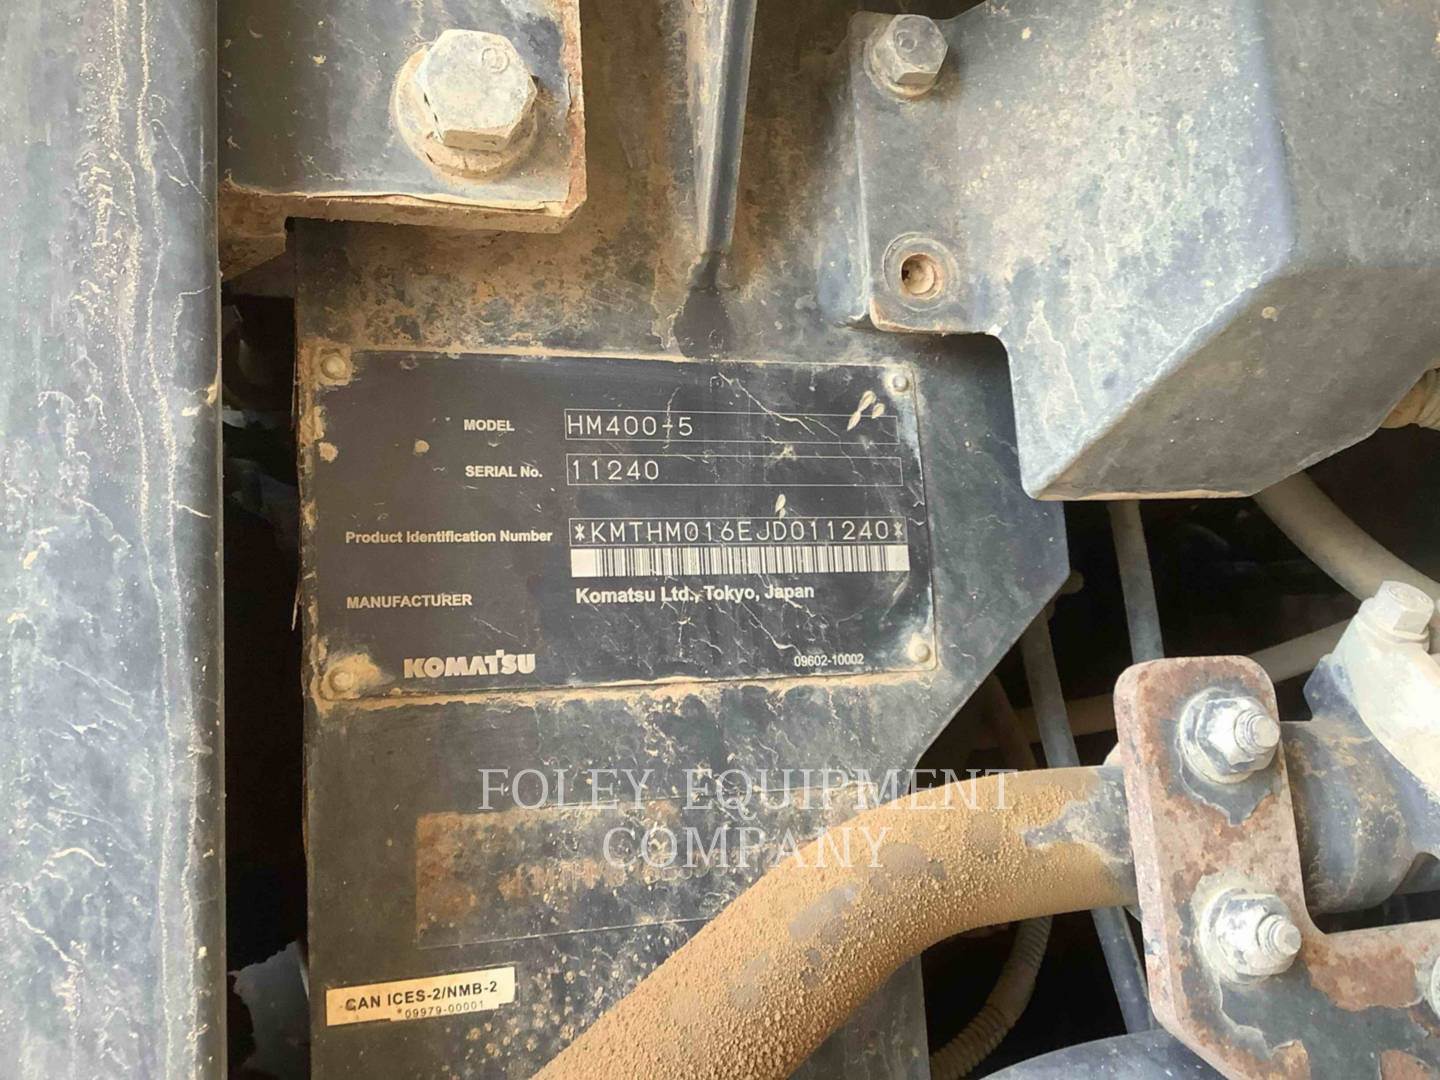 MODEL HM400-5
SERIAL No. 11240
Product Identification Number *KMTHM016EJD011240*
MANUFACTURER Komatsu Ltd., Tokyo, Japan
KOMATSU 09602-10002
FOLEY EQUIPMENT
COMPANY
CAN ICES-2/NMB-2
*09979-00001